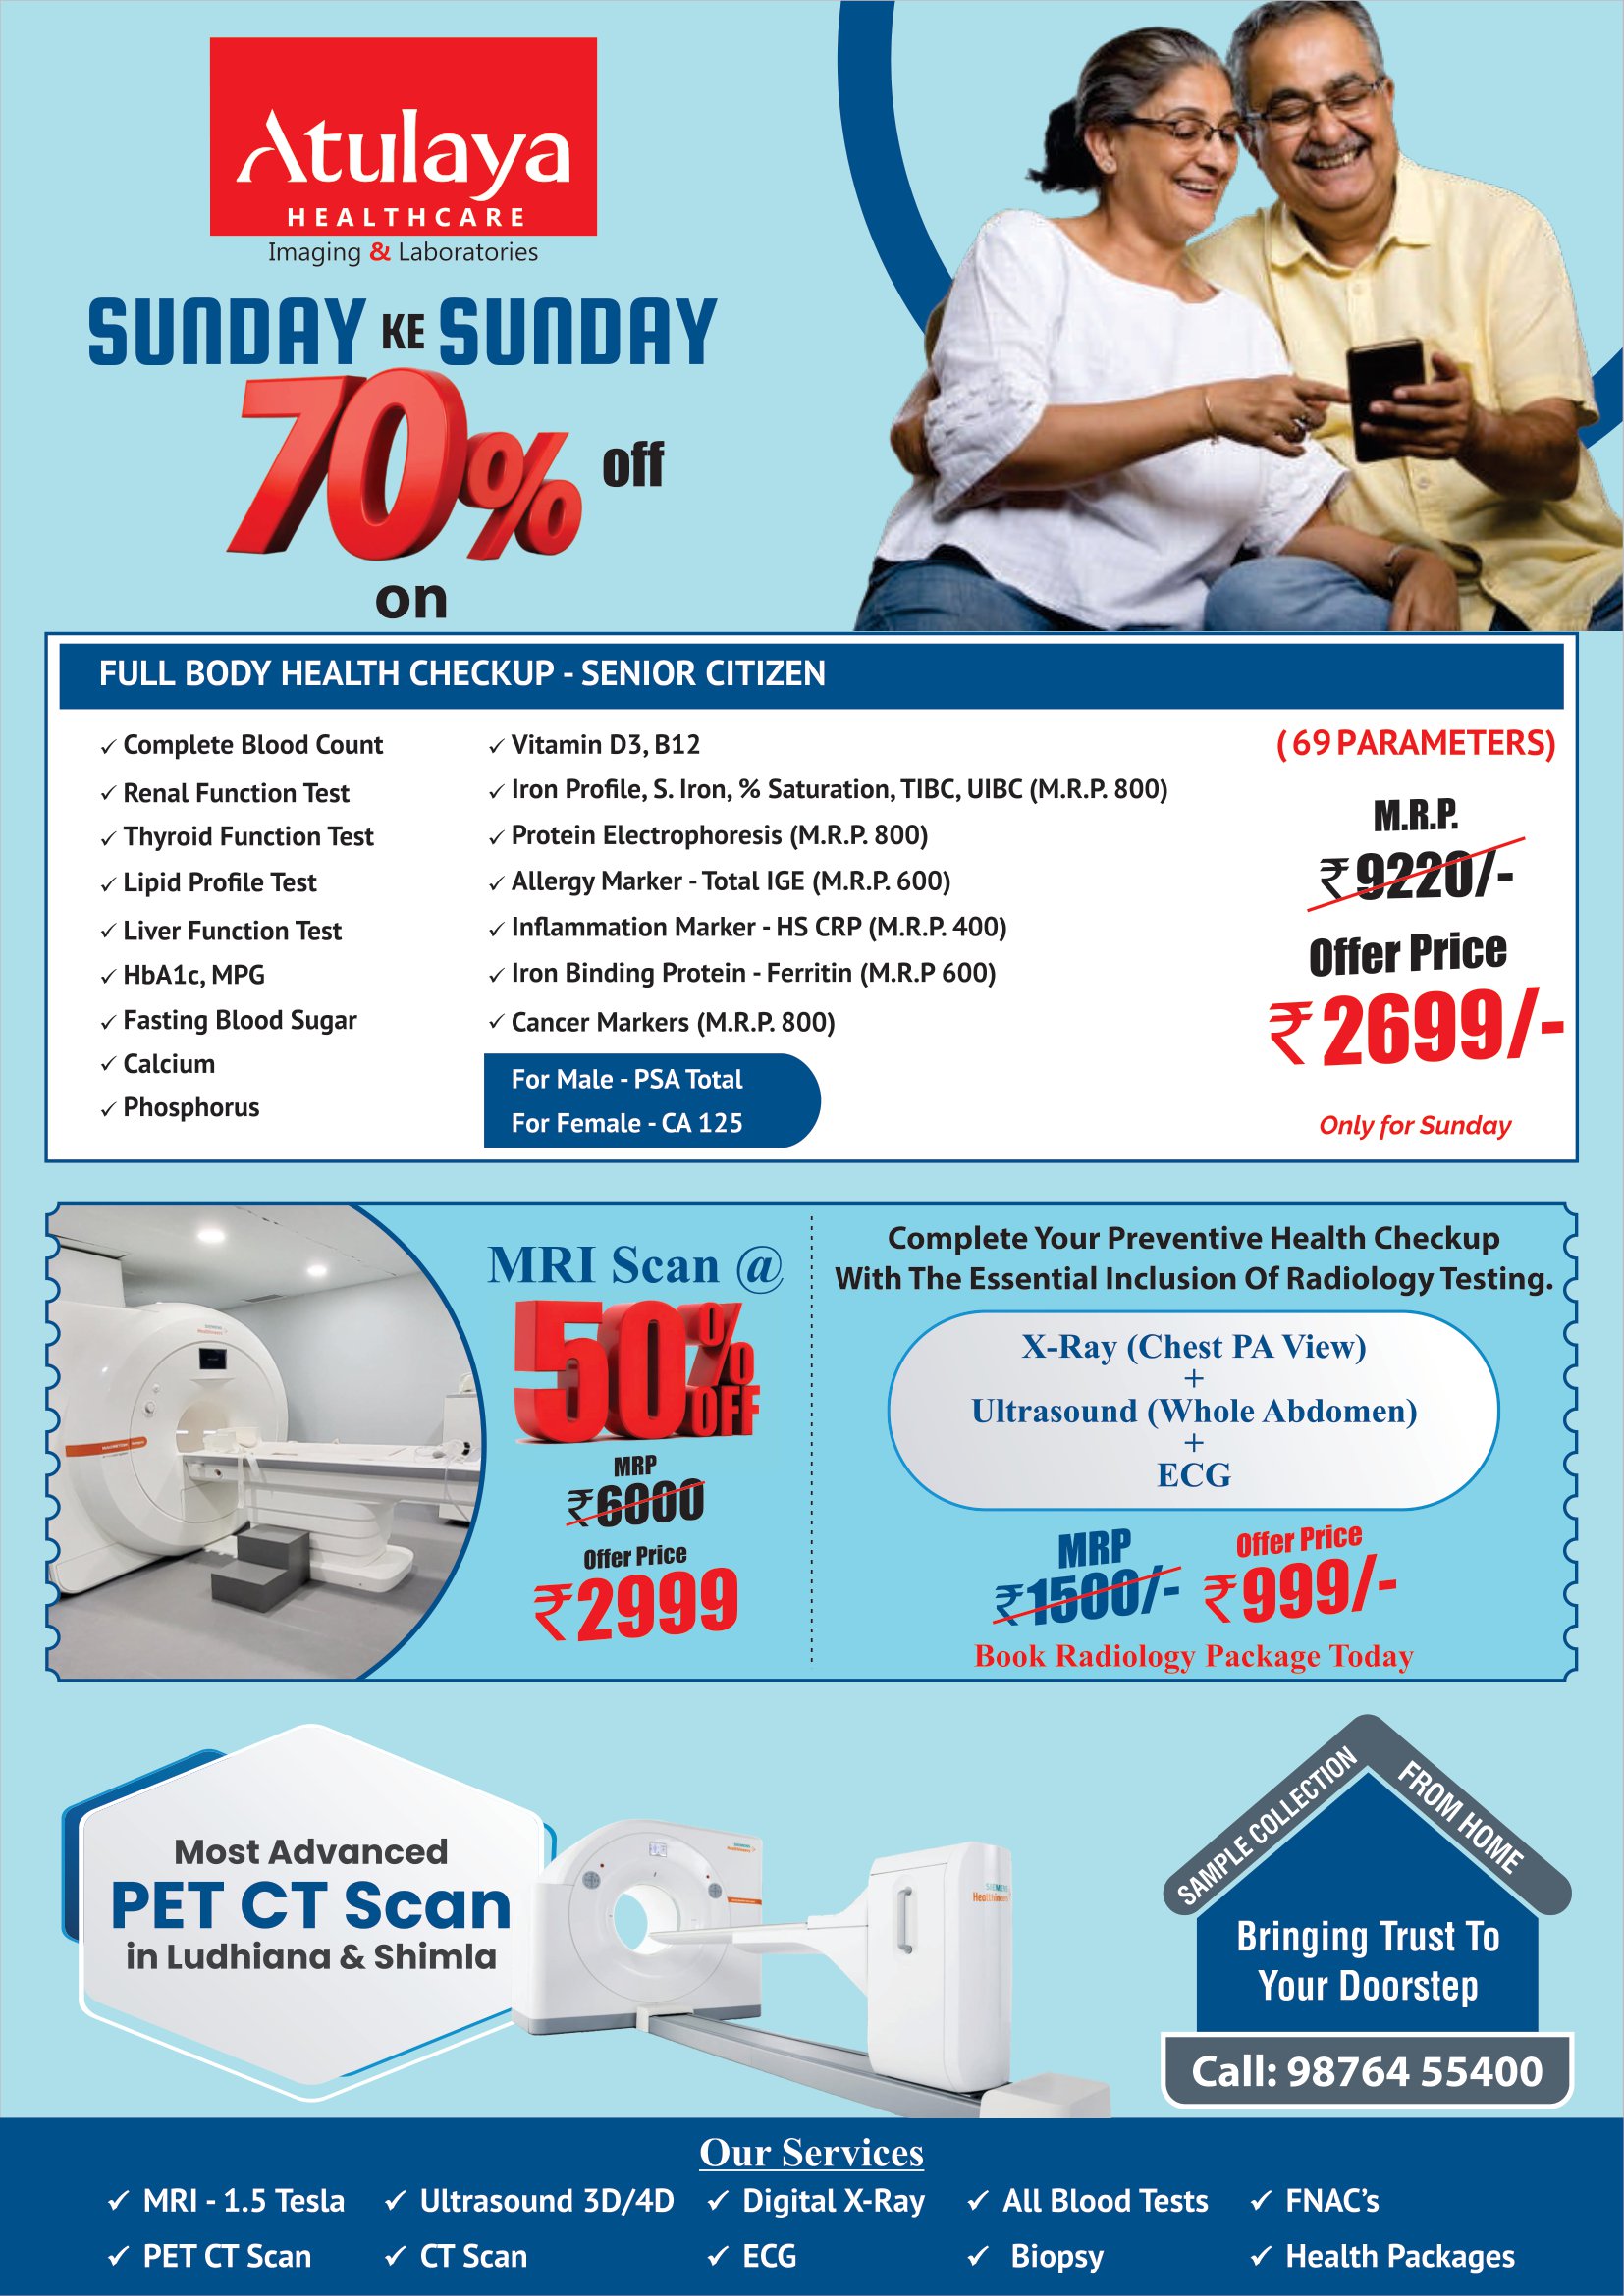 Atulaya
HEALTHCARE
Imaging & Laboratories
SUNDAY KE SUNDAY
70% off
on
FULL BODY HEALTH CHECKUP - SENIOR CITIZEN
✓ Complete Blood Count
✓ Renal Function Test
✓ Thyroid Function Test
✓ Lipid Profile Test
✓ Liver Function Test
✓ HbA1c, MPG
✓ Fasting Blood Sugar
✓ Calcium
✓ Phosphorus
✓ Vitamin D3, B12
✓ Iron Profile, S. Iron, % Saturation, TIBC, UIBC (M.R.P. 800)
✓ Protein Electrophoresis (M.R.P. 800)
✓ Allergy Marker - Total IGE (M.R.P. 600)
✓ Inflammation Marker - HS CRP (M.R.P. 400)
✓ Iron Binding Protein - Ferritin (M.R.P 600)
✓ Cancer Markers (M.R.P. 800)
For Male - PSA Total
For Female - CA 125
(69 PARAMETERS)
M.R.P.
₹9220/-
Offer Price
₹2699/-
Only for Sunday
MRI Scan @
50% OFF
MRP
₹6000
Offer Price
₹2999
Complete Your Preventive Health Checkup
With The Essential Inclusion Of Radiology Testing.
X-Ray (Chest PA View)
+
Ultrasound (Whole Abdomen)
+
ECG
MRP
₹1500/-
Offer Price
₹999/-
Book Radiology Package Today
Most Advanced
PET CT Scan
in Ludhiana & Shimla
SIEMENS
Healthineers
SAMPLE COLLECTION
FROM HOME
Bringing Trust To
Your Doorstep
Call: 98764 55400
Our Services
✓ MRI - 1.5 Tesla ✓ Ultrasound 3D/4D ✓ Digital X-Ray ✓ All Blood Tests ✓ FNAC's
✓ PET CT Scan ✓ CT Scan ✓ ECG ✓ Biopsy ✓ Health Packages